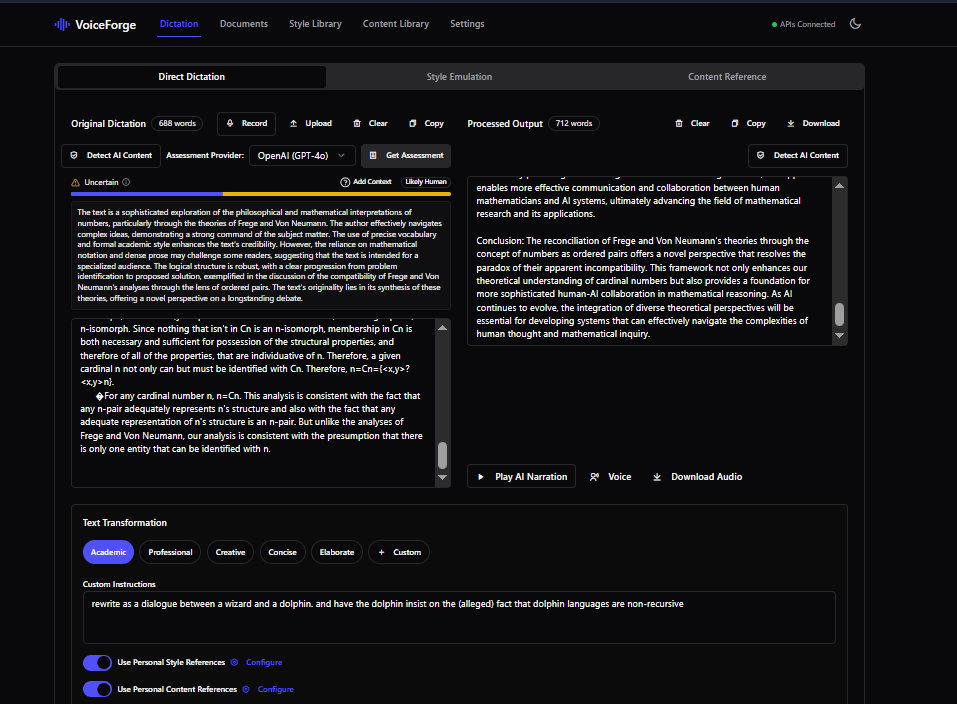 VoiceForge
Dictation
Documents
Style Library
Content Library
Settings
APIs Connected
Direct Dictation
Style Emulation
Content Reference
Original Dictation
688 words
Record
Upload
Clear
Copy
Processed Output
712 words
Clear
Copy
Download
Detect AI Content
Assessment Provider:
OpenAI (GPT-4o)
Get Assessment
Detect AI Content
Uncertain
Add Context
Likely Human
The text is a sophisticated exploration of the philosophical and mathematical interpretations of
numbers, particularly through the theories of Frege and Von Neumann. The author effectively navigates
complex ideas, demonstrating a strong command of the subject matter. The use of precise vocabulary
and formal academic style enhances the text's credibility. However, the reliance on mathematical
notation and dense prose may challenge some readers, suggesting that the text is intended for a
specialized audience. The logical structure is robust, with a clear progression from problem
identification to proposed solution, exemplified in the discussion of the compatibility of Frege and Von
Neumann's analyses through the lens of ordered pairs. The text's originality lies in its synthesis of these
theories, offering a novel perspective on a longstanding debate.
n-isomorph. Since nothing that isn't in Cn is an n-isomorph, membership in Cn is
both necessary and sufficient for possession of the structural properties, and
therefore of all of the properties, that are individuative of n. Therefore, a given
cardinal n not only can but must be identified with Cn. Therefore, n=Cn={<x,y>?
<x,y>n}.
�For any cardinal number n, n=Cn. This analysis is consistent with the fact that
any n-pair adequately represents n's structure and also with the fact that any
adequate representation of n's structure is an n-pair. But unlike the analyses of
Frege and Von Neumann, our analysis is consistent with the presumption that there
is only one entity that can be identified with n.
enables more effective communication and collaboration between human
mathematicians and AI systems, ultimately advancing the field of mathematical
research and its applications.
Conclusion: The reconciliation of Frege and Von Neumann's theories through the
concept of numbers as ordered pairs offers a novel perspective that resolves the
paradox of their apparent incompatibility. This framework not only enhances our
theoretical understanding of cardinal numbers but also provides a foundation for
more sophisticated human-AI collaboration in mathematical reasoning. As AI
continues to evolve, the integration of diverse theoretical perspectives will be
essential for developing systems that can effectively navigate the complexities of
human thought and mathematical inquiry.
Play AI Narration
Voice
Download Audio
Text Transformation
Academic
Professional
Creative
Concise
Elaborate
+ Custom
Custom Instructions
rewrite as a dialogue between a wizard and a dolphin. and have the dolphin insist on the (alleged) fact that dolphin languages are non-recursive
Use Personal Style References
Configure
Use Personal Content References
Configure